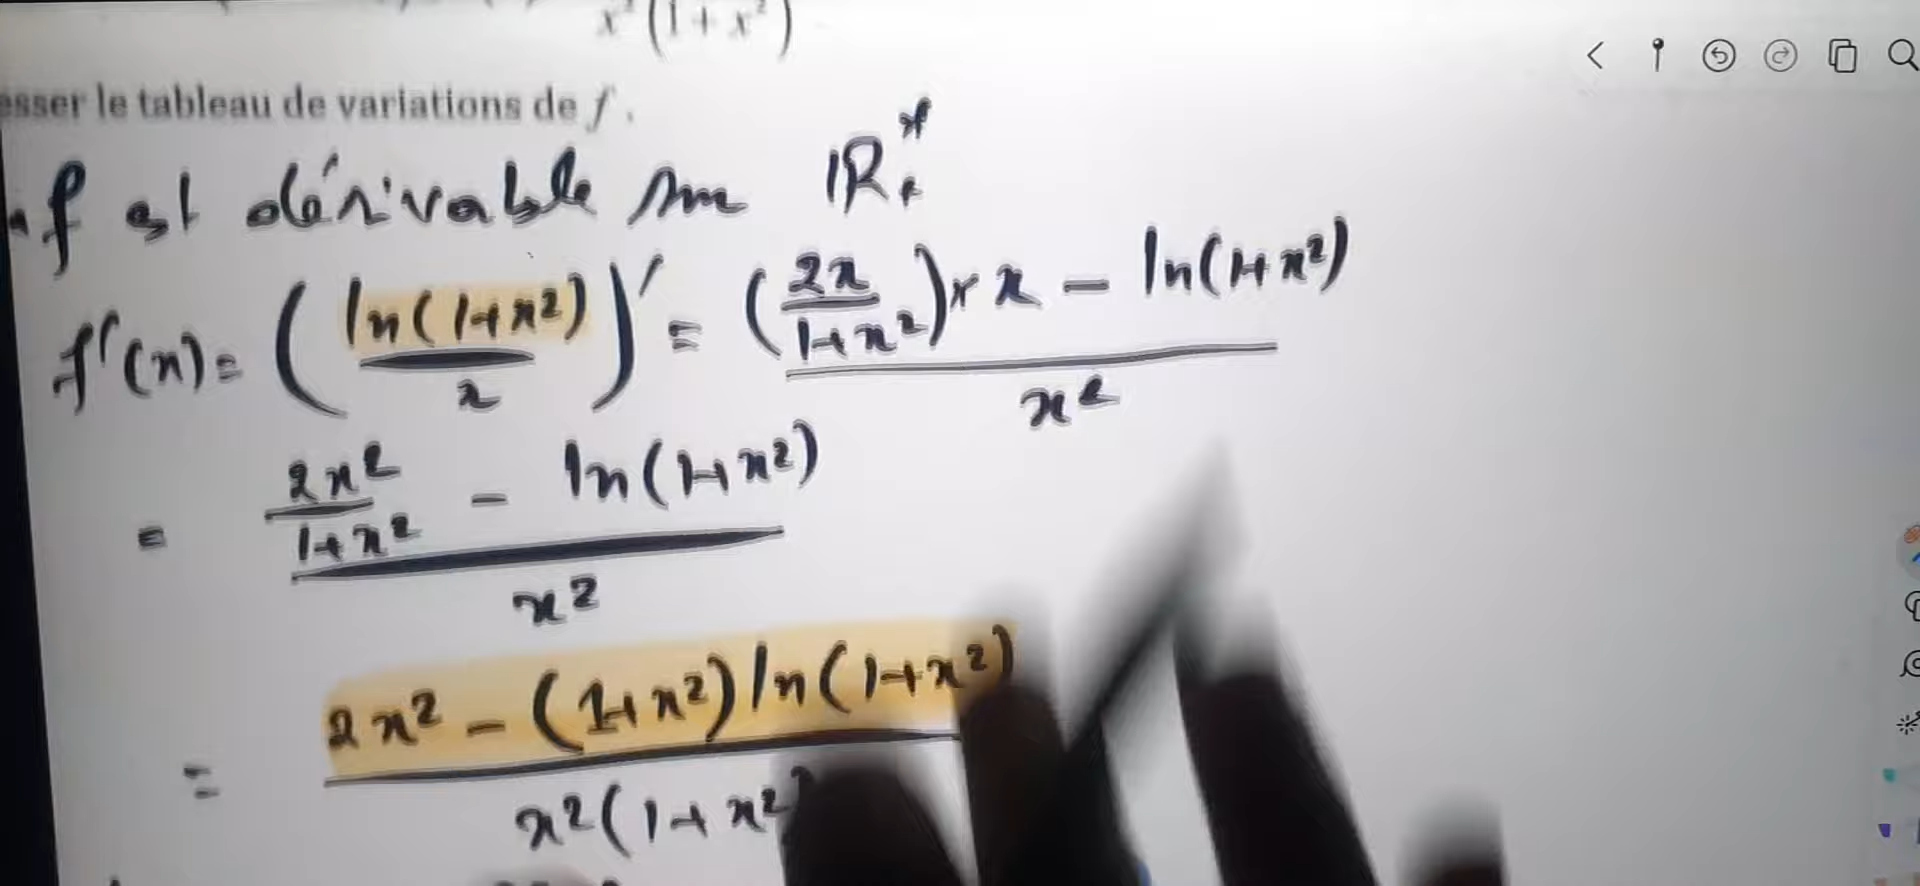 x²(1+x²)
esser le tableau de variations de f.
f est dérivable sur IR₊*
f'(x) = (ln(1+x²)/x)' = ((2x/(1+x²)) × x − ln(1+x²))/x²
= (2x²/(1+x²) − ln(1+x²))/x²
= (2x² − (1+x²)ln(1+x²))/x²(1+x²